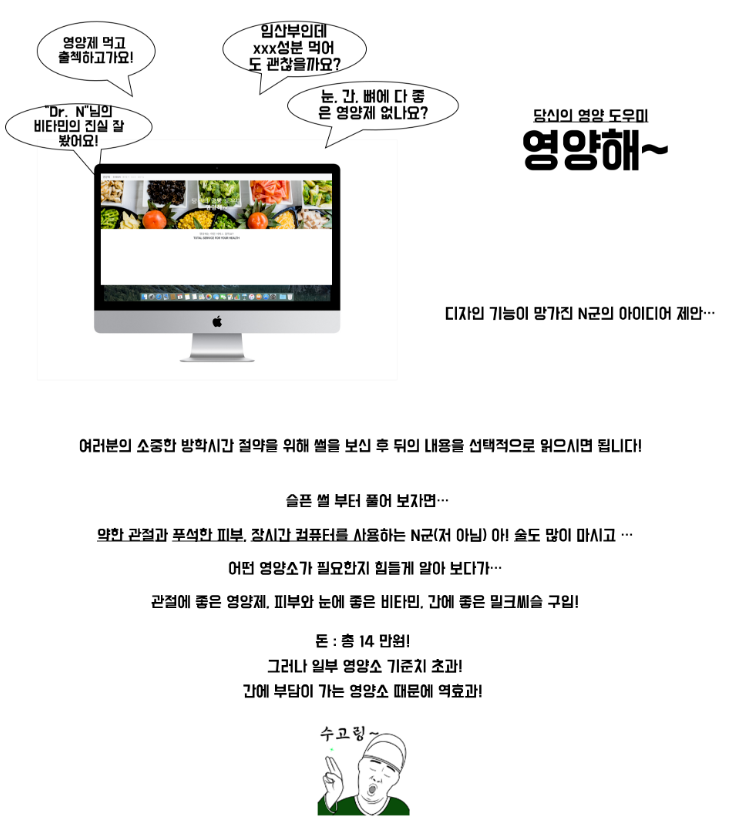 영양제 먹고
출첵하고가요!
임산부인데
xxx성분 먹어
도 괜찮을까요?
눈, 간, 뼈에 다 좋
은 영양제 없나요?
"Dr. N"님의
비타민의 진실 잘
봤어요!
당신의 영양 도우미
영양해~
TOTAL SERVICE FOR YOUR HEALTH
디자인 기능이 망가진 N군의 아이디어 제안…
여러분의 소중한 방학시간 절약을 위해 썰을 보신 후 뒤의 내용을 선택적으로 읽으시면 됩니다!
슬픈 썰 부터 풀어 보자면…
약한 관절과 푸석한 피부, 장시간 컴퓨터를 사용하는 N군(저 아님) 아! 술도 많이 마시고 …
어떤 영양소가 필요한지 힘들게 알아 보다가…
관절에 좋은 영양제, 피부와 눈에 좋은 비타민, 간에 좋은 밀크씨슬 구입!
돈 : 총 14 만원!
그러나 일부 영양소 기준치 초과!
간에 부담이 가는 영양소 때문에 역효과!
수고링~